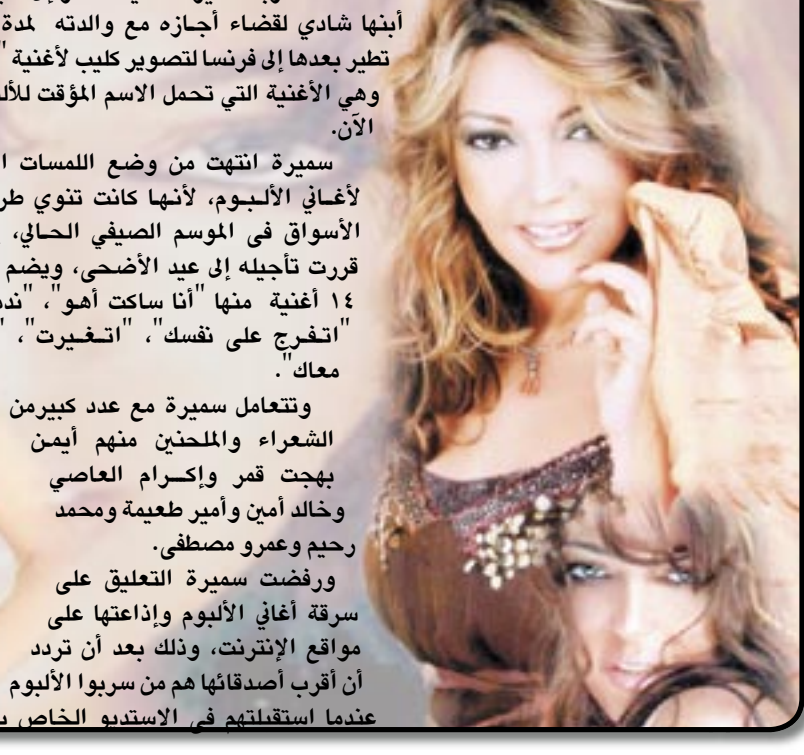 أبنها شادي لقضاء أجازه مع والدته لمدة
تطير بعدها إلى فرنسا لتصوير كليب لأغنية "
وهي الأغنية التي تحمل الاسم المؤقت
الآن.
سميرة انتهت من وضع اللمسات
لأغاني الألبوم، لأنها كانت تنوي
الأسواق فى الموسم الصيفي الحالي،
قررت تأجيله إلى عيد الأضحى، ويضم
١٤ أغنية منها "أنا ساكت أهو"،
"اتفرج على نفسك"، "اتغيرت"، "
معاك".
وتتعامل سميرة مع عدد كبيرمن
الشعراء والملحنين منهم أيمن
بهجت قمر وإكرام العاصي
وخالد أمين وأمير طعيمة ومحمد
رحيم وعمرو مصطفى.
ورفضت سميرة التعليق على
سرقة أغاني الألبوم وإذاعتها على
مواقع الإنترنت، وذلك بعد أن تردد
أن أقرب أصدقائها هم من سربوا الألبوم
عندما استقبلتهم فى الاستديو الخاص